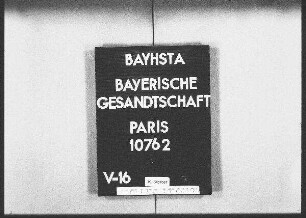 BAYHSTA
BAYERISCHE
GESANDTSCHAFT
PARIS
10762
V-16